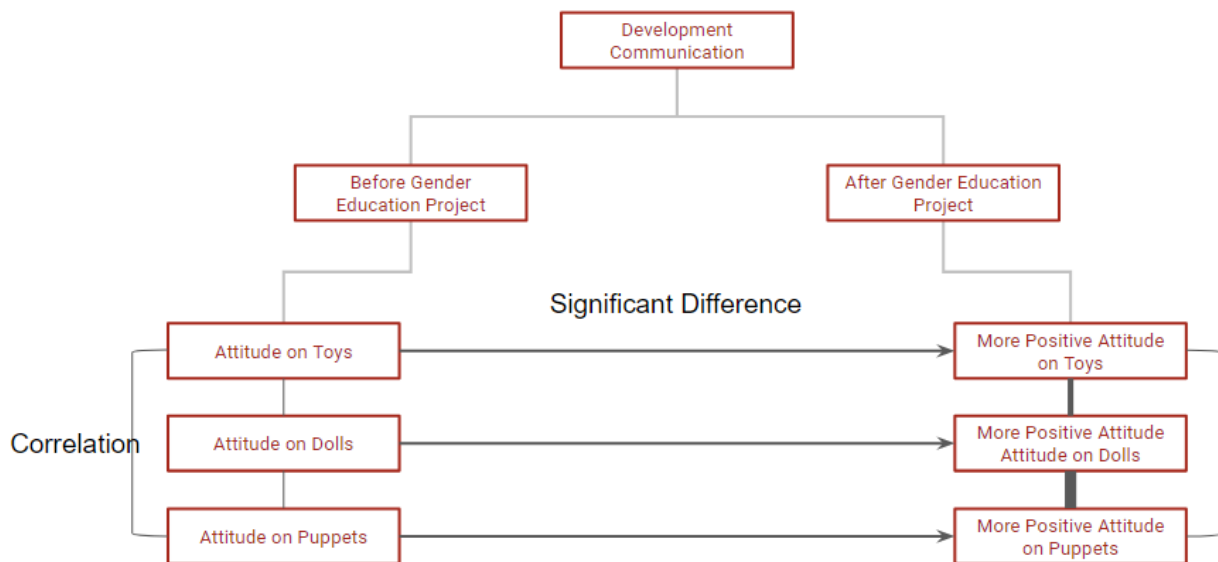 Development
Communication
Before Gender
Education Project
After Gender Education
Project
Significant Difference
Attitude on Toys
More Positive Attitude
on Toys
Correlation
Attitude on Dolls
More Positive Attitude
Attitude on Dolls
Attitude on Puppets
More Positive Attitude
on Puppets